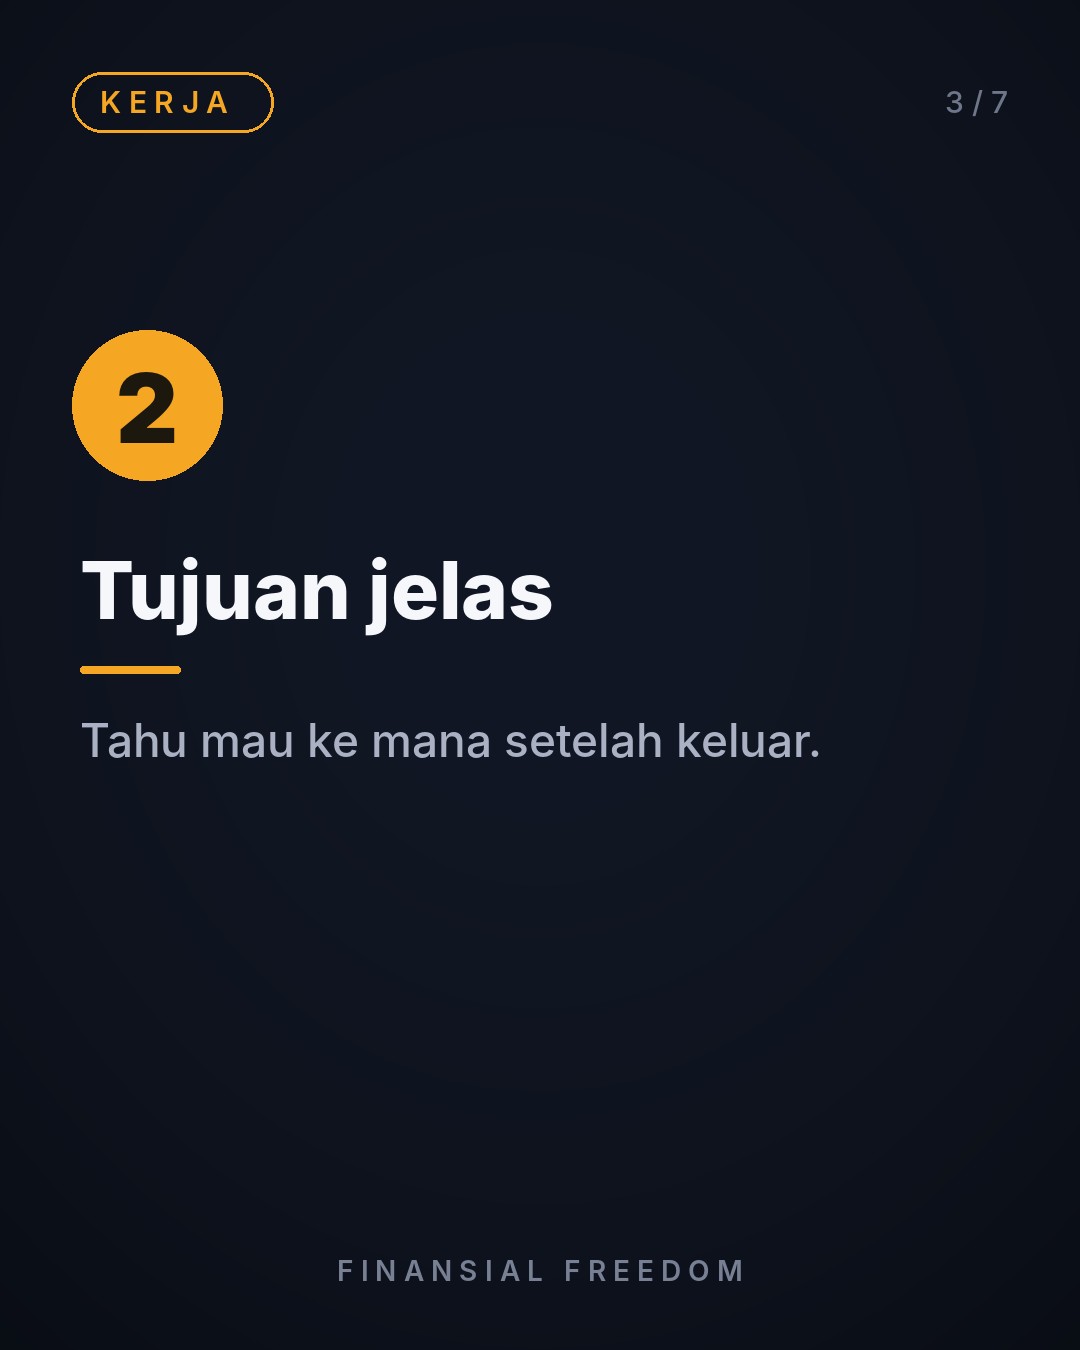 KERJA
3 / 7
2
Tujuan jelas
Tahu mau ke mana setelah keluar.
FINANSIAL FREEDOM